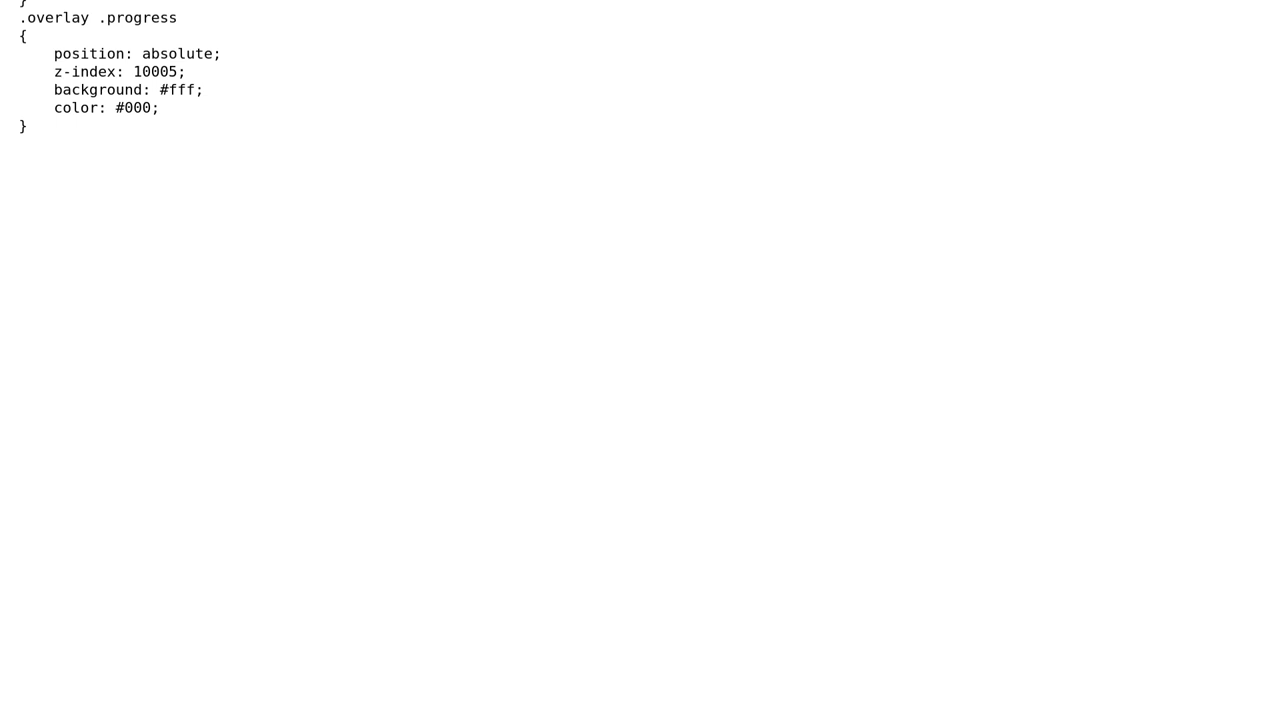 }
.overlay .progress
{
    position: absolute;
    z-index: 10005;
    background: #fff;
    color: #000;
}